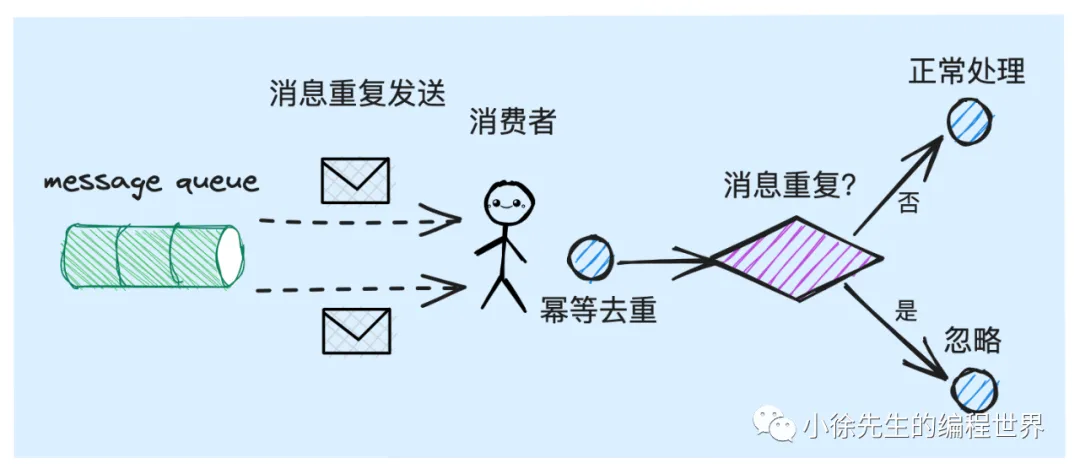 消息重复发送
消费者
message queue
幂等去重
消息重复?
正常处理
否
是
忽略
小徐先生的编程世界